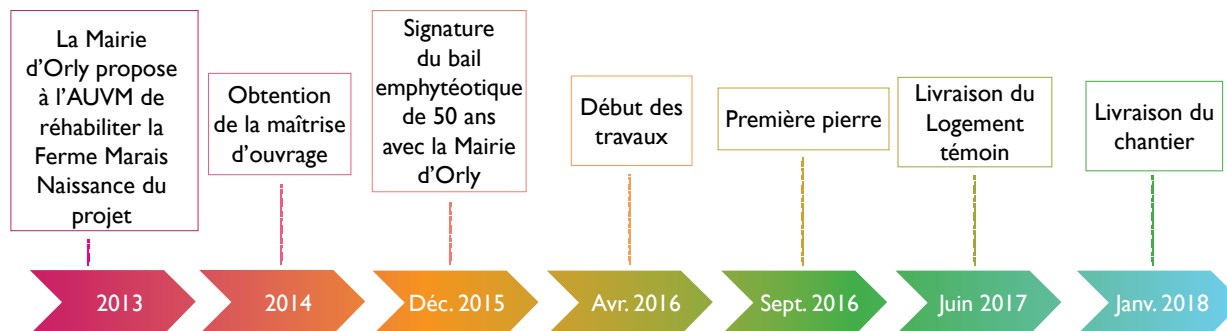 La Mairie
d'Orly propose
à l'AUVM de
réhabiliter la
Ferme Marais
Naissance du
projet
Obtention
de la maîtrise
d'ouvrage
Signature
du bail
emphytéotique
de 50 ans
avec la Mairie
d'Orly
Début des
travaux
Première pierre
Livraison du
Logement
témoin
Livraison du
chantier
2013
2014
Déc. 2015
Avr. 2016
Sept. 2016
Juin 2017
Janv. 2018